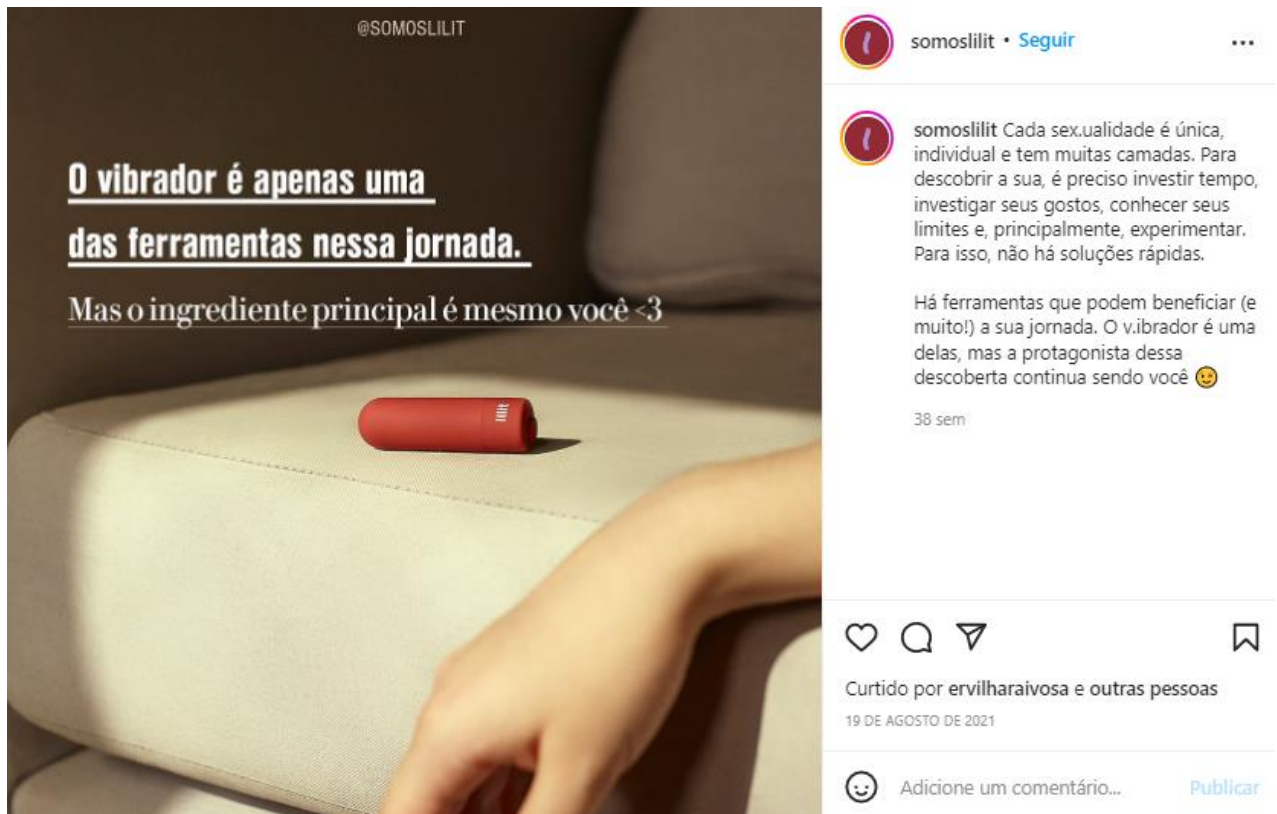 @SOMOSLILIT
O vibrador é apenas uma
das ferramentas nessa jornada.
Mas o ingrediente principal é mesmo você <3
lilit
somoslilit • Seguir
somoslilit Cada sex.ualidade é única,
individual e tem muitas camadas. Para
descobrir a sua, é preciso investir tempo,
investigar seus gostos, conhecer seus
limites e, principalmente, experimentar.
Para isso, não há soluções rápidas.
Há ferramentas que podem beneficiar (e
muito!) a sua jornada. O v.ibrador é uma
delas, mas a protagonista dessa
descoberta continua sendo você 😉
38 sem
Curtido por ervilharaivosa e outras pessoas
19 DE AGOSTO DE 2021
Adicione um comentário... Publicar